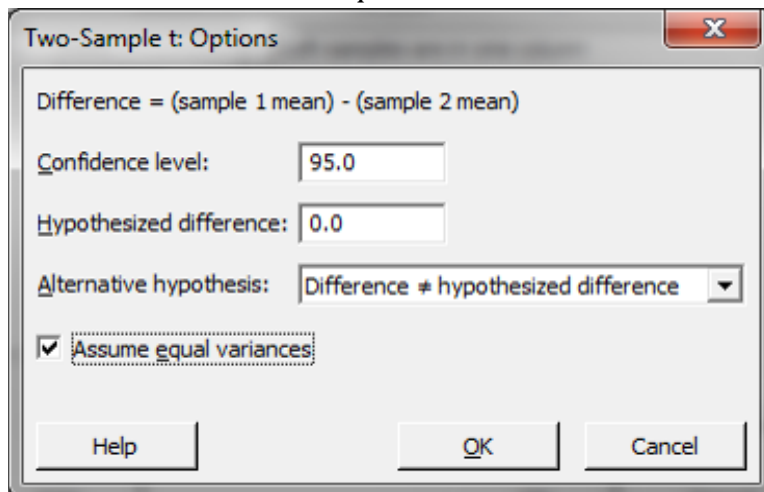 Two-Sample t: Options
Difference = (sample 1 mean) - (sample 2 mean)
Confidence level: 95.0
Hypothesized difference: 0.0
Alternative hypothesis: Difference ≠ hypothesized difference
Assume equal variances
Help OK Cancel